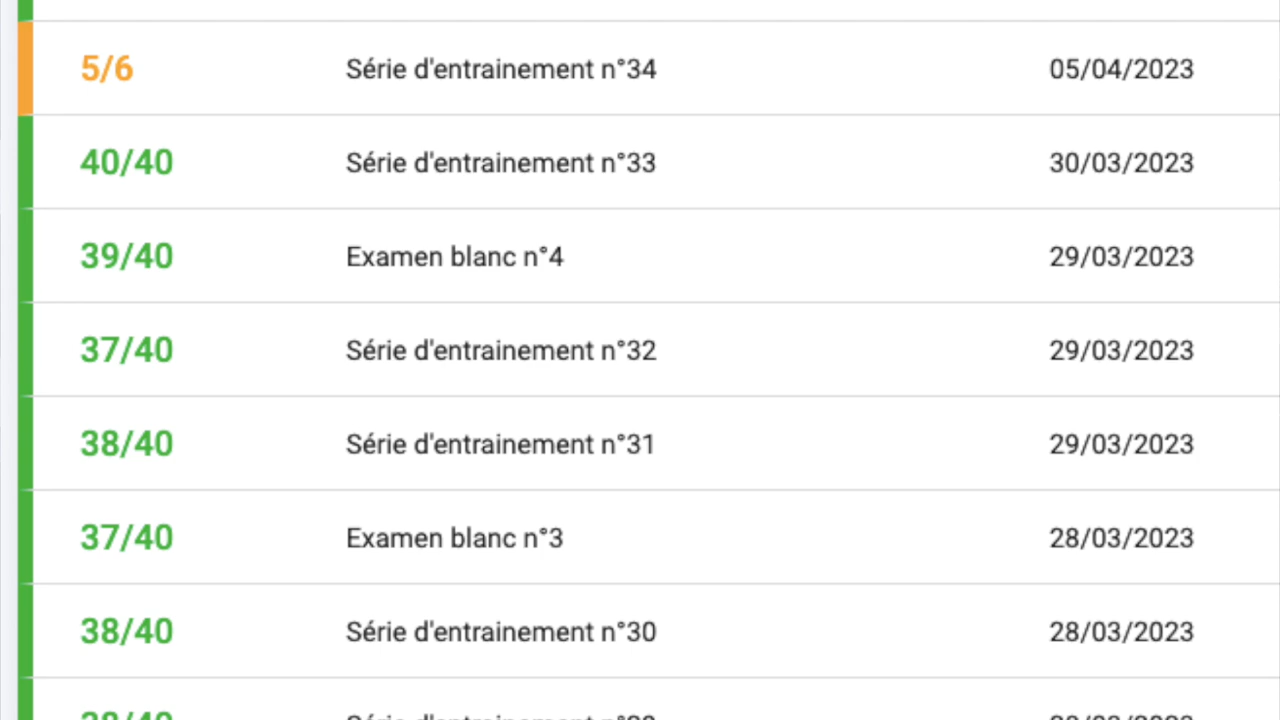 5/6 Série d'entrainement n°34 05/04/2023
40/40 Série d'entrainement n°33 30/03/2023
39/40 Examen blanc n°4 29/03/2023
37/40 Série d'entrainement n°32 29/03/2023
38/40 Série d'entrainement n°31 29/03/2023
37/40 Examen blanc n°3 28/03/2023
38/40 Série d'entrainement n°30 28/03/2023